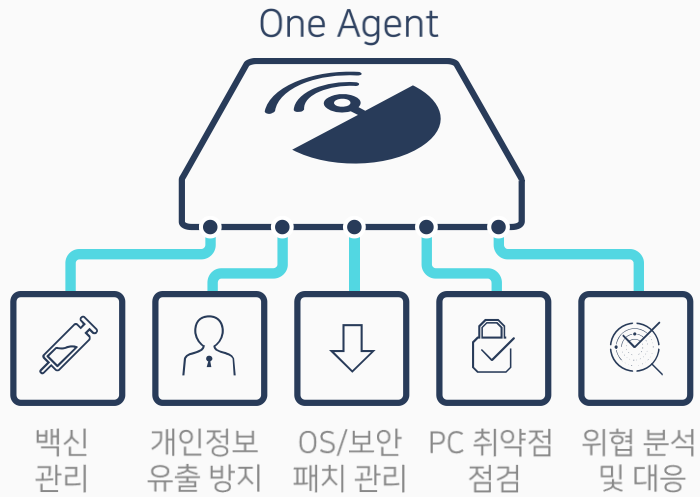 One Agent
백신
관리
개인정보
유출 방지
OS/보안
패치 관리
PC 취약점
점검
위협 분석
및 대응